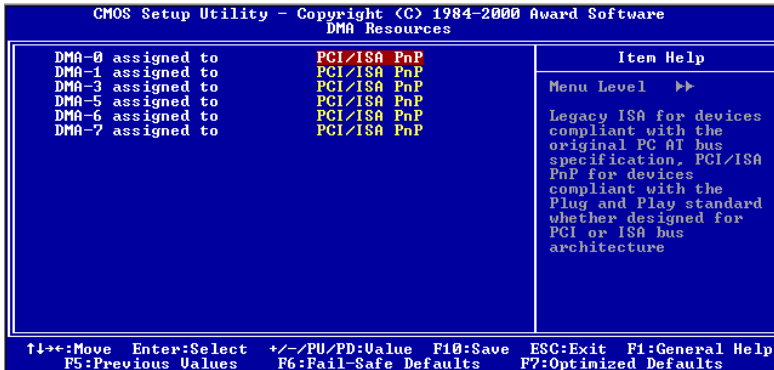 CMOS Setup Utility - Copyright (C) 1984-2000 Award Software
DMA Resources
DMA-0 assigned to PCI/ISA PnP
DMA-1 assigned to PCI/ISA PnP
DMA-3 assigned to PCI/ISA PnP
DMA-5 assigned to PCI/ISA PnP
DMA-6 assigned to PCI/ISA PnP
DMA-7 assigned to PCI/ISA PnP
Item Help
Menu Level ►►
Legacy ISA for devices
compliant with the
original PC AT bus
specification, PCI/ISA
PnP for devices
compliant with the
Plug and Play standard
whether designed for
PCI or ISA bus
architecture
↑↓→←:Move Enter:Select +/-/PU/PD:Value F10:Save ESC:Exit F1:General Help
F5:Previous Values F6:Fail-Safe Defaults F7:Optimized Defaults